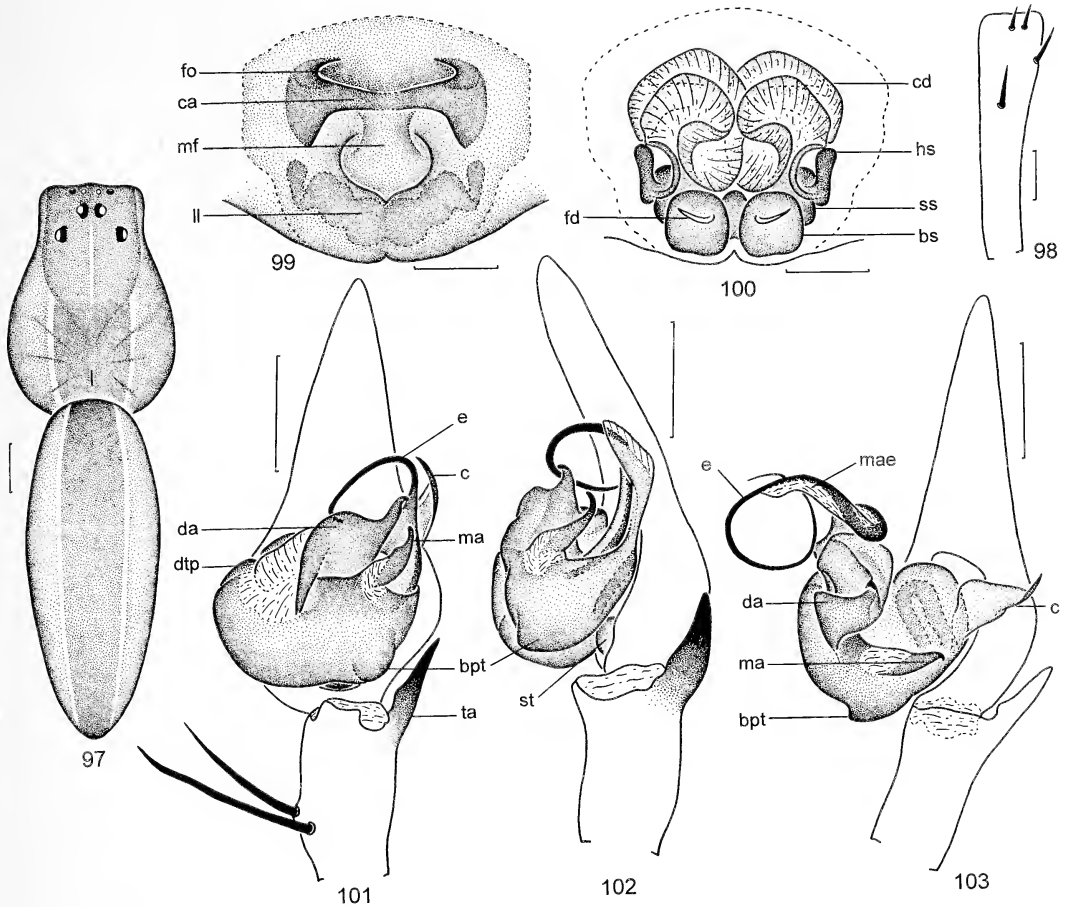 fo
ca
mf
ll
99
cd
hs
ss
fd
bs
100
98
97
e
c
da
ma
dtp
bpt
st
ta
101
102
e
mae
da
c
ma
bpt
103